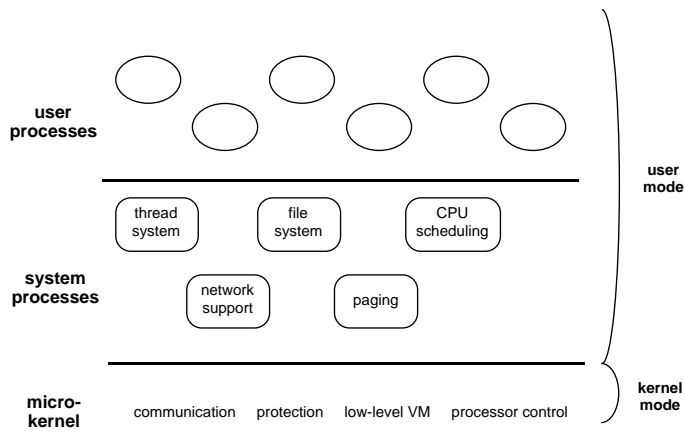 user
processes
user
mode
thread
system
file
system
CPU
scheduling
system
processes
network
support
paging
micro-
kernel
communication protection low-level VM processor control
kernel
mode